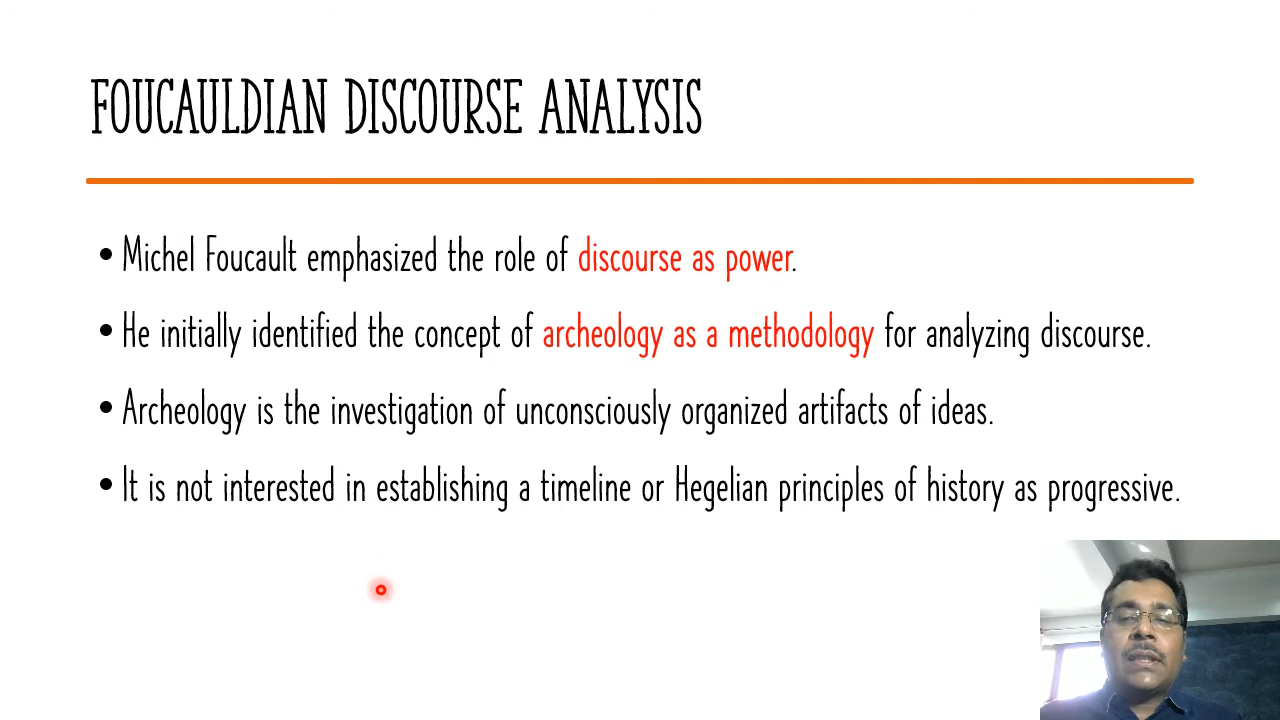 FOUCAULDIAN DISCOURSE ANALYSIS
• Michel Foucault emphasized the role of discourse as power.
• He initially identified the concept of archeology as a methodology for analyzing discourse.
• Archeology is the investigation of unconsciously organized artifacts of ideas.
• It is not interested in establishing a timeline or Hegelian principles of history as progressive.